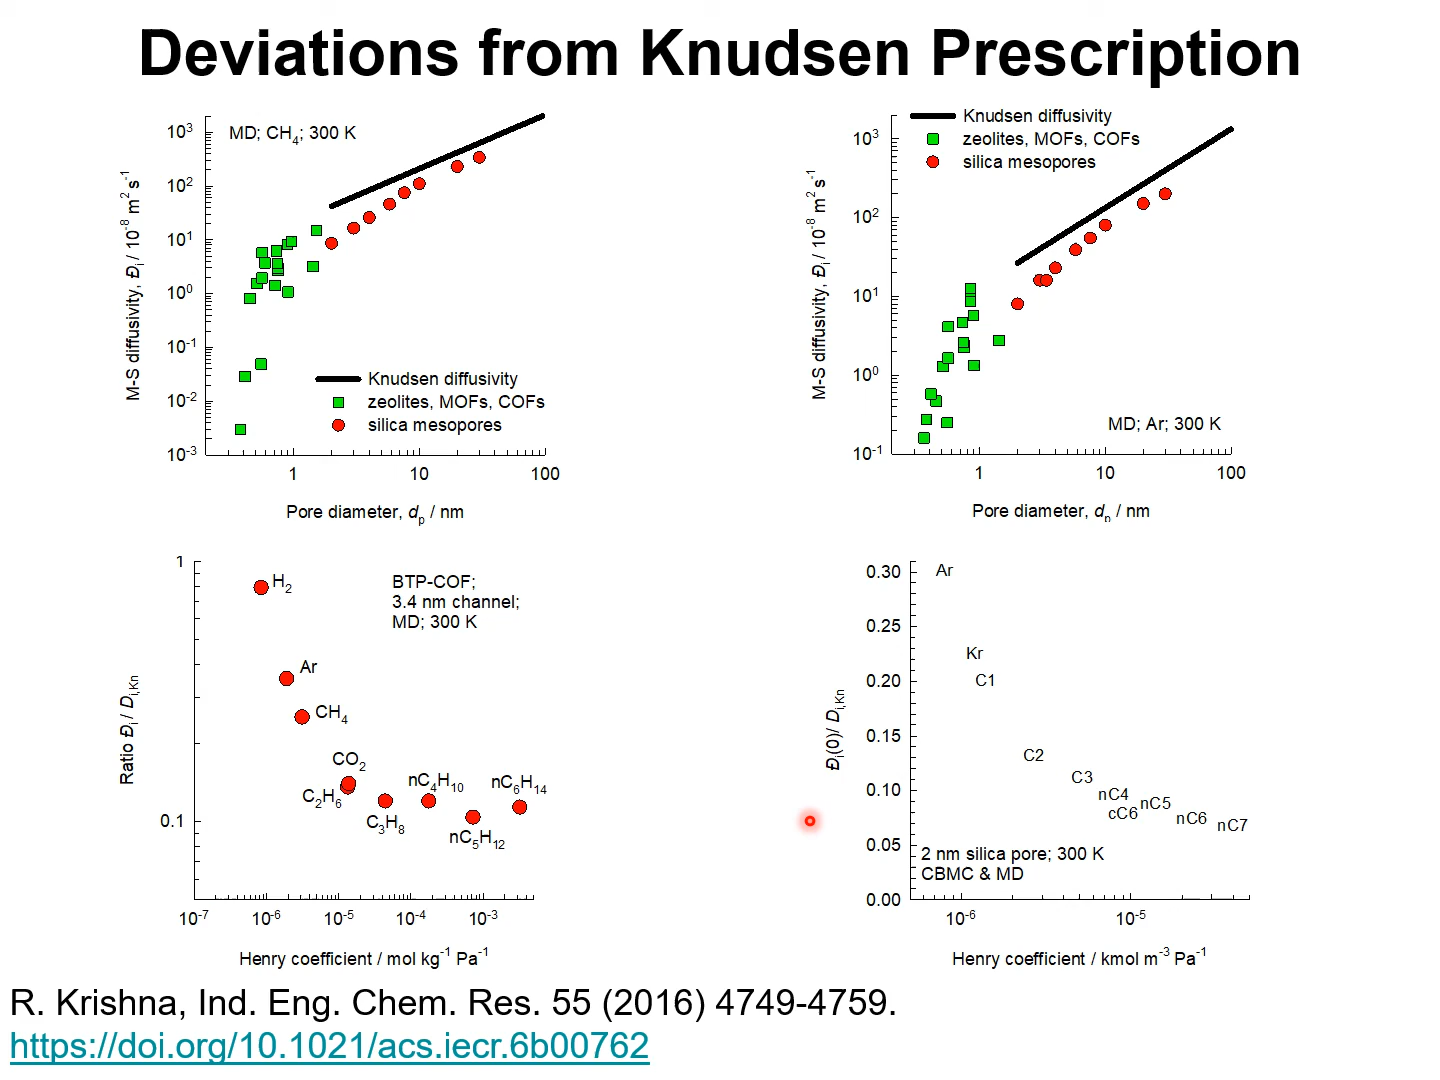 Deviations from Knudsen Prescription
MD; CH4; 300 K
10^3
10^2
10^1
10^0
10^-1
10^-2
10^-3
M-S diffusivity, Đi / 10^-8 m^2 s^-1
Knudsen diffusivity
zeolites, MOFs, COFs
silica mesopores
1
10
100
Pore diameter, dp / nm
Knudsen diffusivity
zeolites, MOFs, COFs
silica mesopores
10^3
10^2
10^1
10^0
10^-1
M-S diffusivity, Đi / 10^-8 m^2 s^-1
MD; Ar; 300 K
1
10
100
Pore diameter, dp / nm
1
0.1
Ratio Đi / Di,Kn
BTP-COF;
3.4 nm channel;
MD; 300 K
H2
Ar
CH4
CO2
C2H6
C3H8
nC4H10
nC5H12
nC6H14
10^-7
10^-6
10^-5
10^-4
10^-3
Henry coefficient / mol kg^-1 Pa^-1
0.30
0.25
0.20
0.15
0.10
0.05
0.00
Đi(0)/ Di,Kn
Ar
Kr
C1
C2
C3
nC4
cC6
nC5
nC6
nC7
2 nm silica pore; 300 K
CBMC & MD
10^-6
10^-5
Henry coefficient / kmol m^-3 Pa^-1
R. Krishna, Ind. Eng. Chem. Res. 55 (2016) 4749-4759.
https://doi.org/10.1021/acs.iecr.6b00762